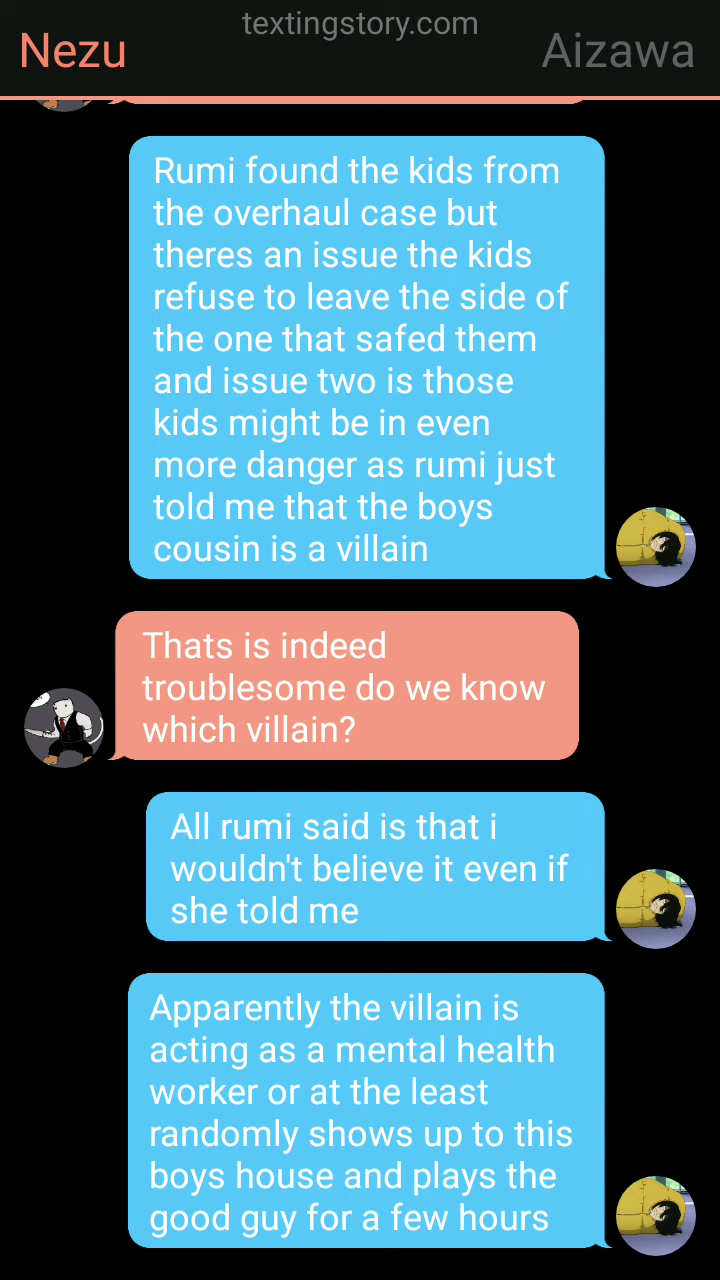 textingstory.com
Nezu
Aizawa
Rumi found the kids from
the overhaul case but
theres an issue the kids
refuse to leave the side of
the one that safed them
and issue two is those
kids might be in even
more danger as rumi just
told me that the boys
cousin is a villain
Thats is indeed
troublesome do we know
which villain?
All rumi said is that i
wouldn't believe it even if
she told me
Apparently the villain is
acting as a mental health
worker or at the least
randomly shows up to this
boys house and plays the
good guy for a few hours